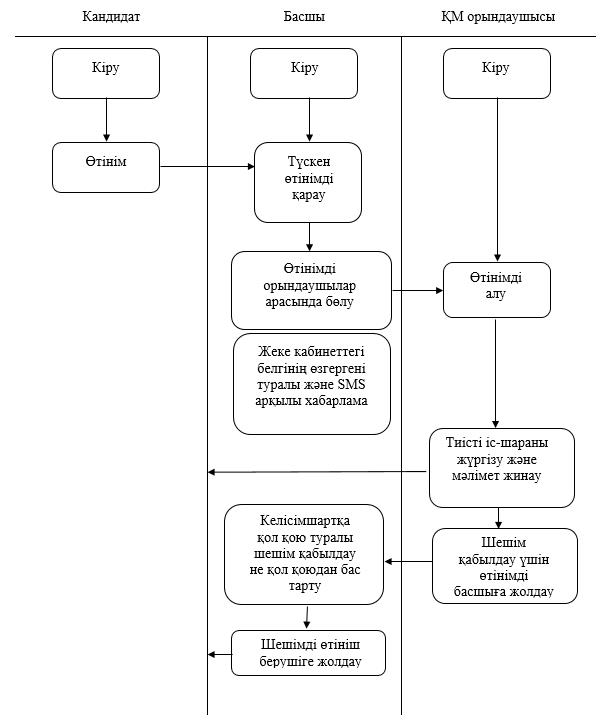 Кандидат
Басшы
ҚМ орындаушысы
Кіру
Кіру
Кіру
Өтінім
Түскен
өтінімді
қарау
Өтінімді
орындаушылар
арасында бөлу
Өтінімді
алу
Жеке кабинеттегі
белгінің өзгергені
туралы және SMS
арқылы хабарлама
Тиісті іс-шараны
жүргізу және
мәлімет жинау
Келісімшартқа
қол қою туралы
шешім қабылдау
не қол қоюдан бас
тарту
Шешім
қабылдау үшін
өтінімді
басшыға жолдау
Шешімді өтініш
берушіге жолдау